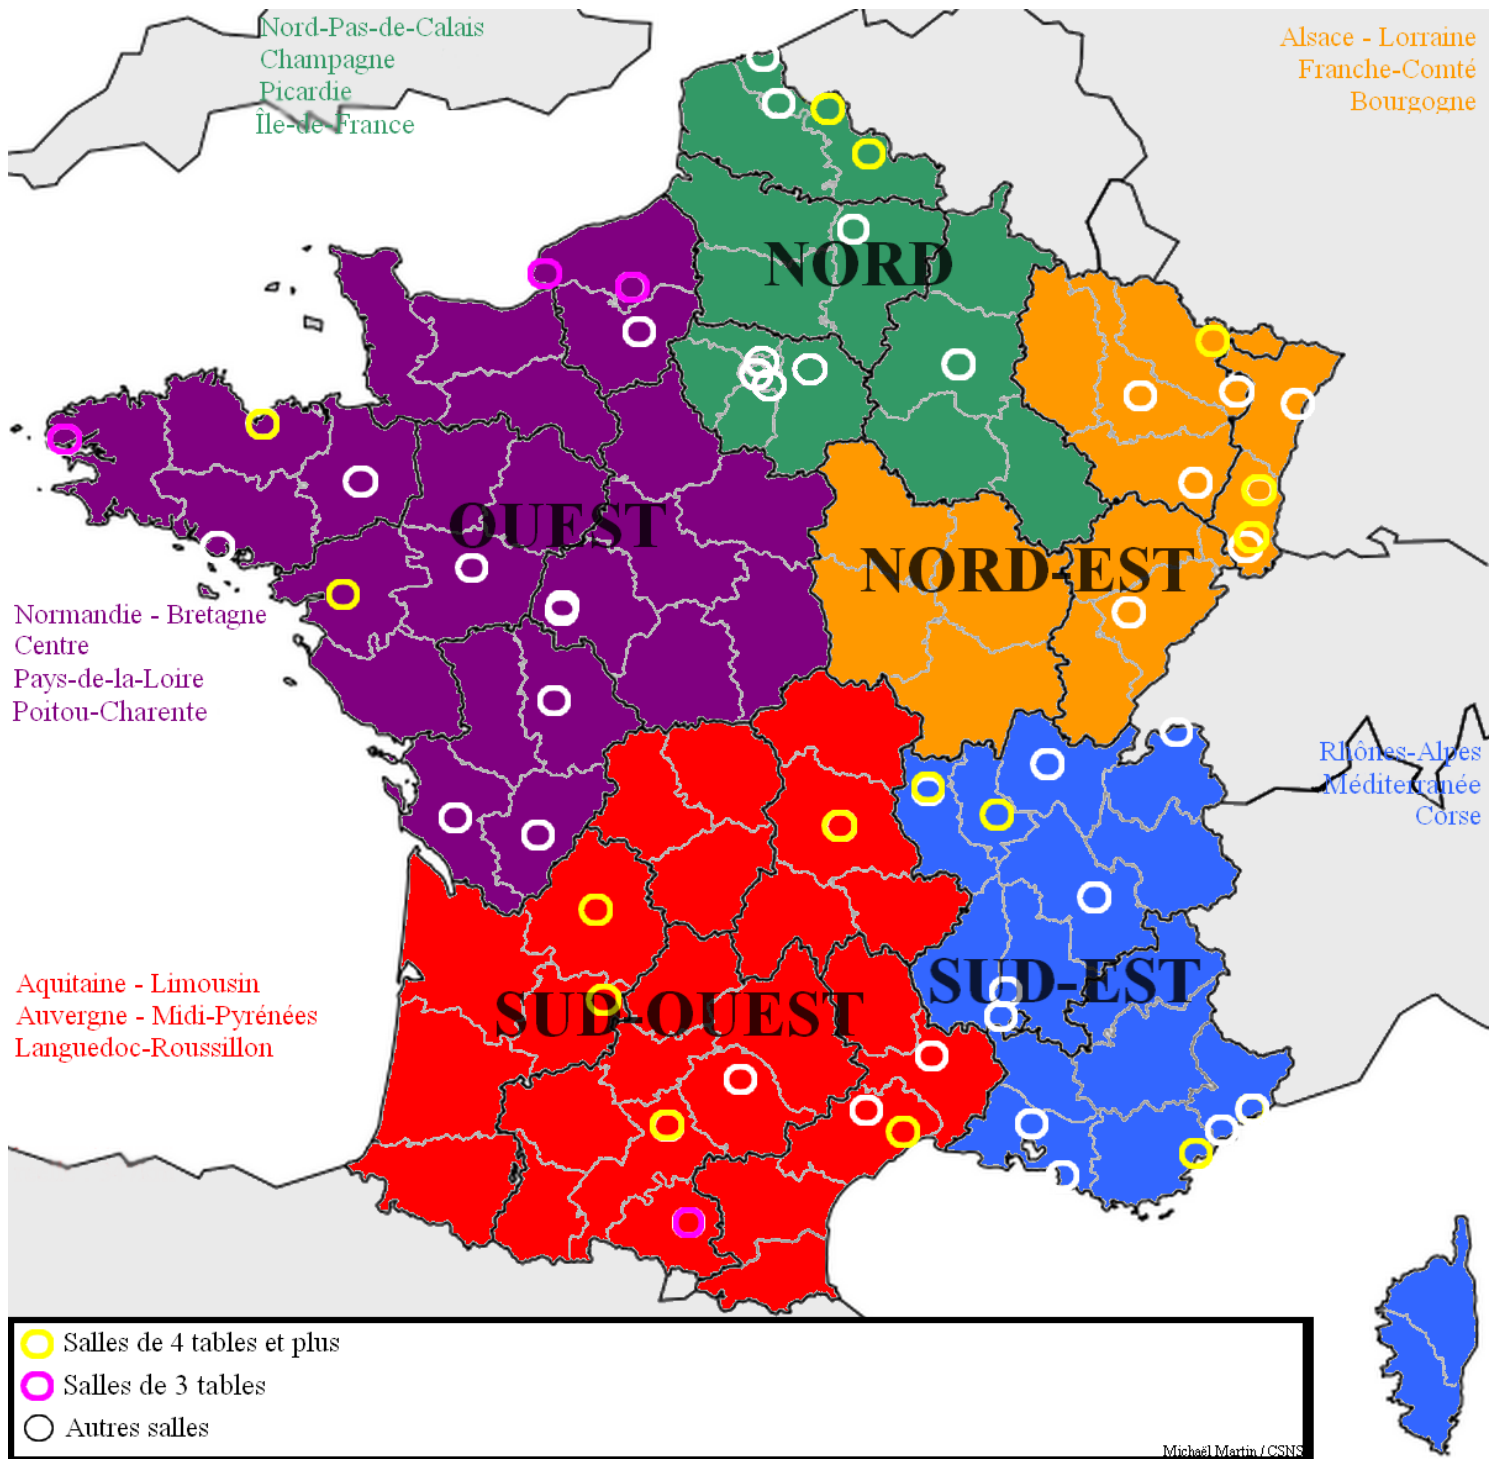 Nord-Pas-de-Calais
Champagne
Picardie
Île-de-France
Alsace - Lorraine
Franche-Comté
Bourgogne
NORD
OUEST
NORD-EST
Normandie - Bretagne
Centre
Pays-de-la-Loire
Poitou-Charente
Rhônes-Alpes
Méditerranée
Corse
SUD-EST
SUD-OUEST
Aquitaine - Limousin
Auvergne - Midi-Pyrénées
Languedoc-Roussillon
Salles de 4 tables et plus
Salles de 3 tables
Autres salles
Michaël Martin / CSNS